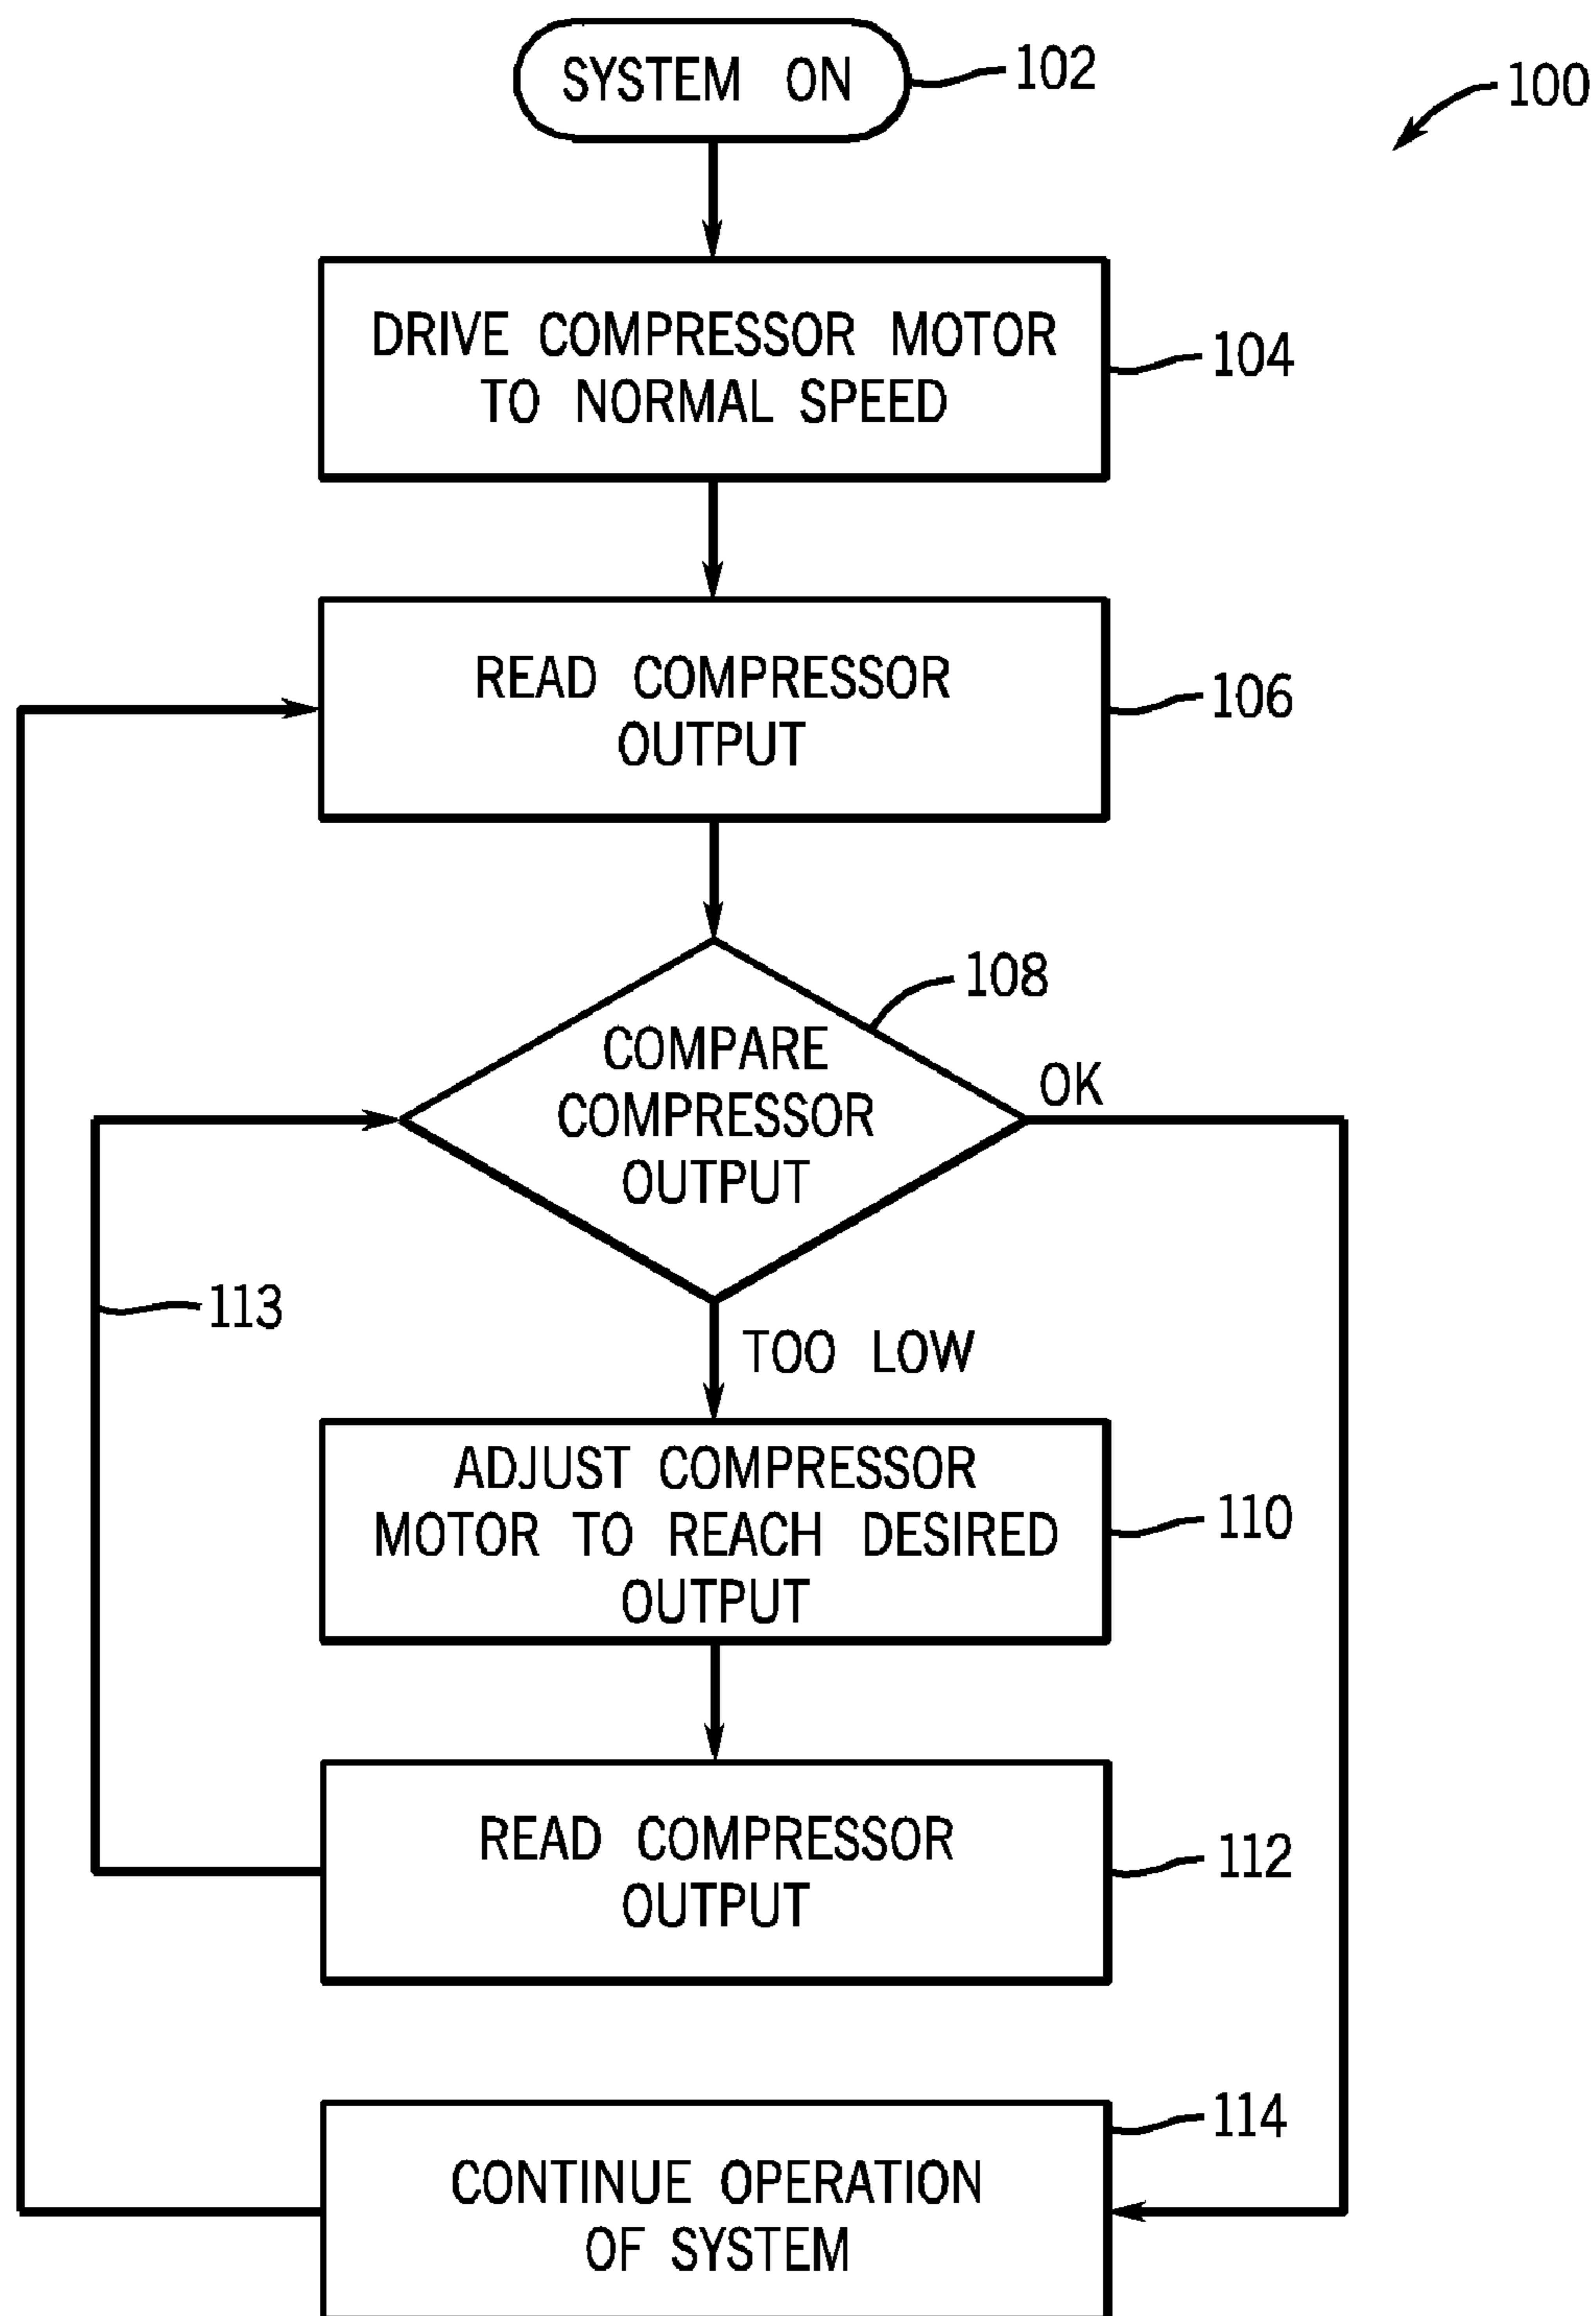 SYSTEM ON
102
100
DRIVE COMPRESSOR MOTOR
TO NORMAL SPEED
104
READ COMPRESSOR
OUTPUT
106
108
COMPARE
COMPRESSOR
OUTPUT
OK
113
TOO LOW
ADJUST COMPRESSOR
MOTOR TO REACH DESIRED
OUTPUT
110
READ COMPRESSOR
OUTPUT
112
114
CONTINUE OPERATION
OF SYSTEM